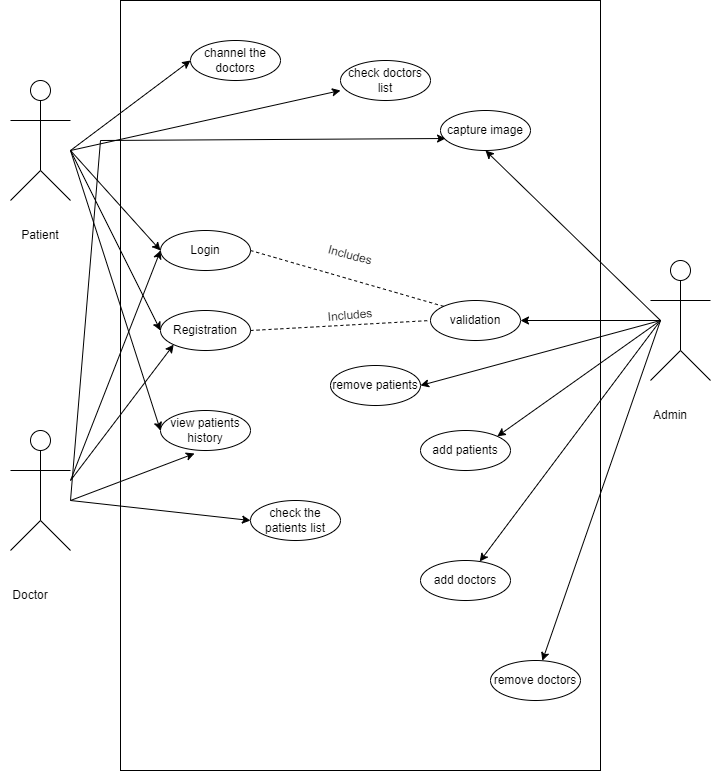 channel the
doctors
check doctors
list
capture image
Patient
Login
Includes
Registration
Includes
validation
remove patients
Admin
view patients
history
add patients
check the
patients list
add doctors
Doctor
remove doctors